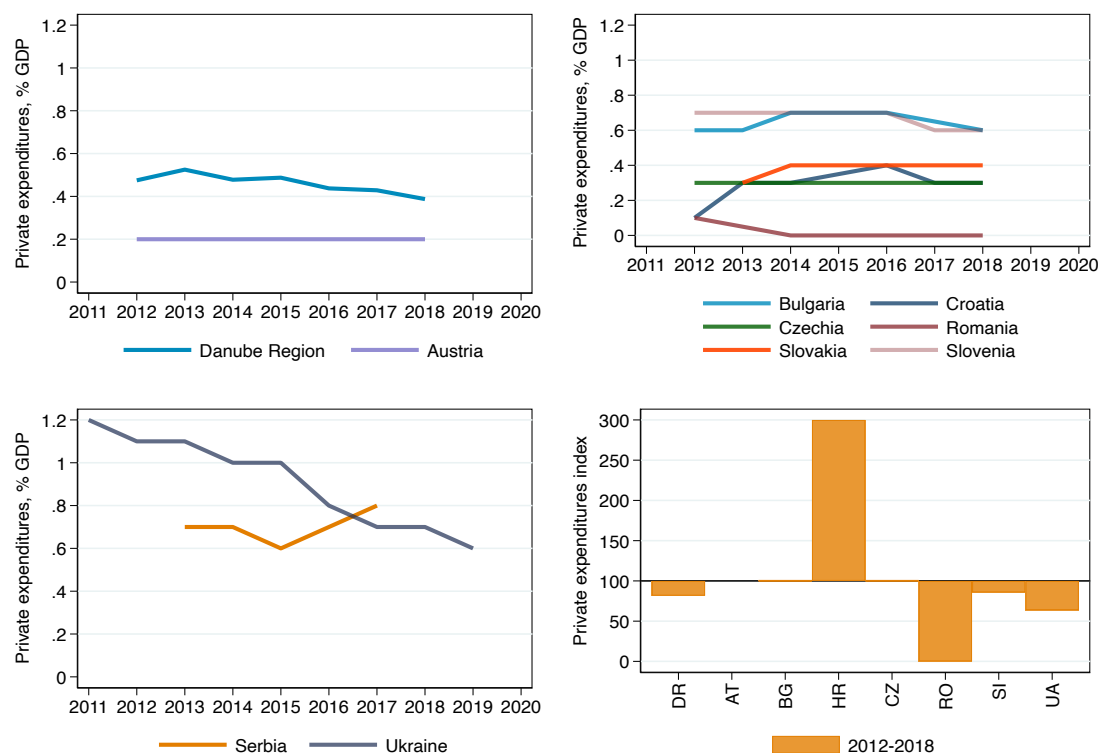 Private expenditures, % GDP
1.2
1
.8
.6
.4
.2
0
2011 2012 2013 2014 2015 2016 2017 2018 2019 2020
Danube Region Austria
Private expenditures, % GDP
1.2
1
.8
.6
.4
.2
0
2011 2012 2013 2014 2015 2016 2017 2018 2019 2020
Bulgaria Croatia
Czechia Romania
Slovakia Slovenia
Private expenditures, % GDP
1.2
1
.8
.6
.4
.2
0
2011 2012 2013 2014 2015 2016 2017 2018 2019 2020
Serbia Ukraine
Private expenditures index
300
250
200
150
100
50
0
DR AT BG HR CZ RO SI UA
2012-2018